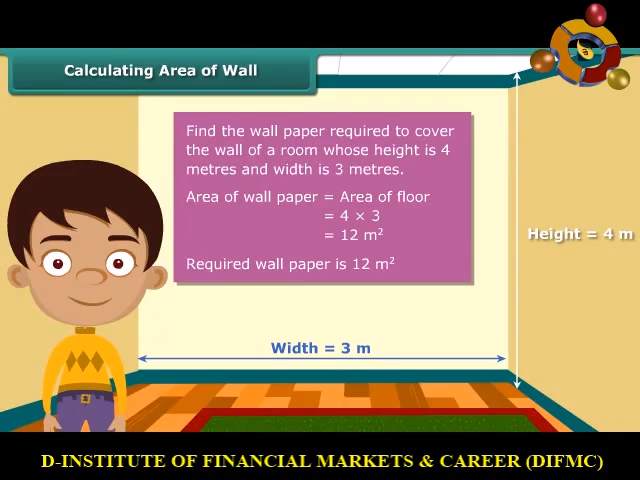 Calculating Area of Wall
Find the wall paper required to cover
the wall of a room whose height is 4
metres and width is 3 metres.
Area of wall paper = Area of floor
= 4 × 3
= 12 m²
Required wall paper is 12 m²
Height = 4 m
Width = 3 m
D-INSTITUTE OF FINANCIAL MARKETS & CAREER (DIFMC)